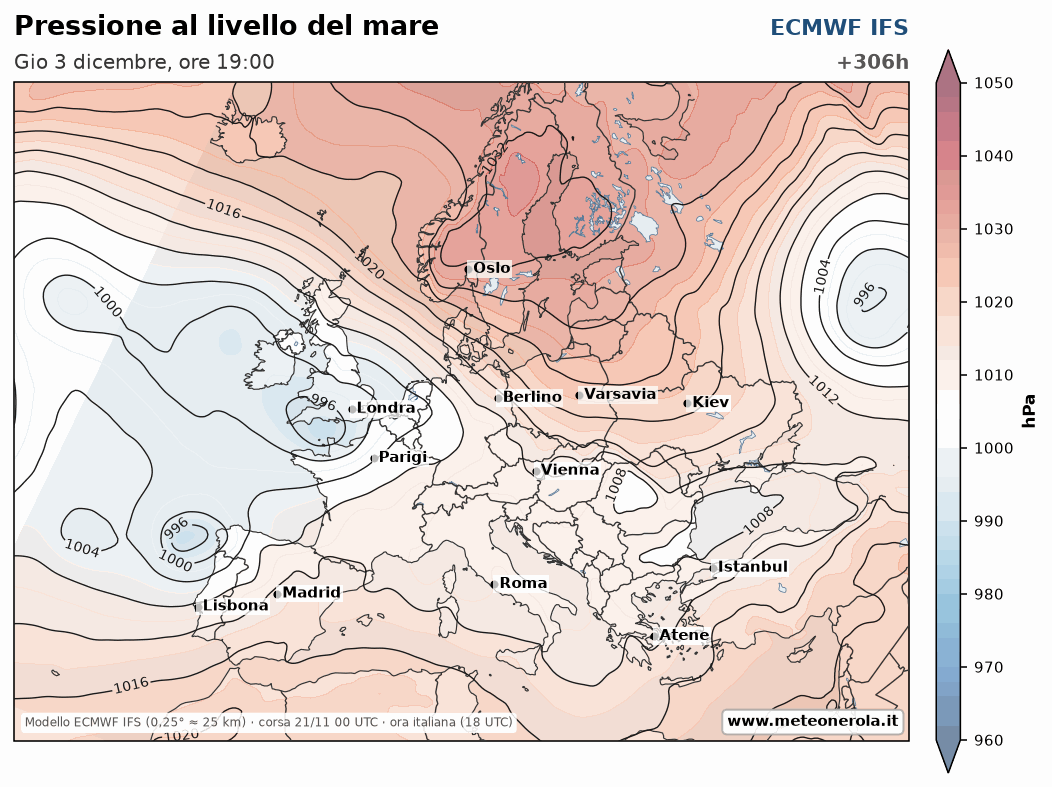 Pressione al livello del mare
ECMWF IFS
Gio 3 dicembre, ore 19:00
+306h
1050
1040
1030
1020
1010
1000
990
980
970
960
hPa
1032
1016
1020
1004
996
1000
Oslo
1012
996
Londra
Berlino
Varsavia
Kiev
Parigi
Vienna
1008
1008
996
1004
1000
Istanbul
Roma
Madrid
Lisbona
Atene
1016
1020
Modello ECMWF IFS (0,25° ≈ 25 km) · corsa 21/11 00 UTC · ora italiana (18 UTC)
www.meteonerola.it